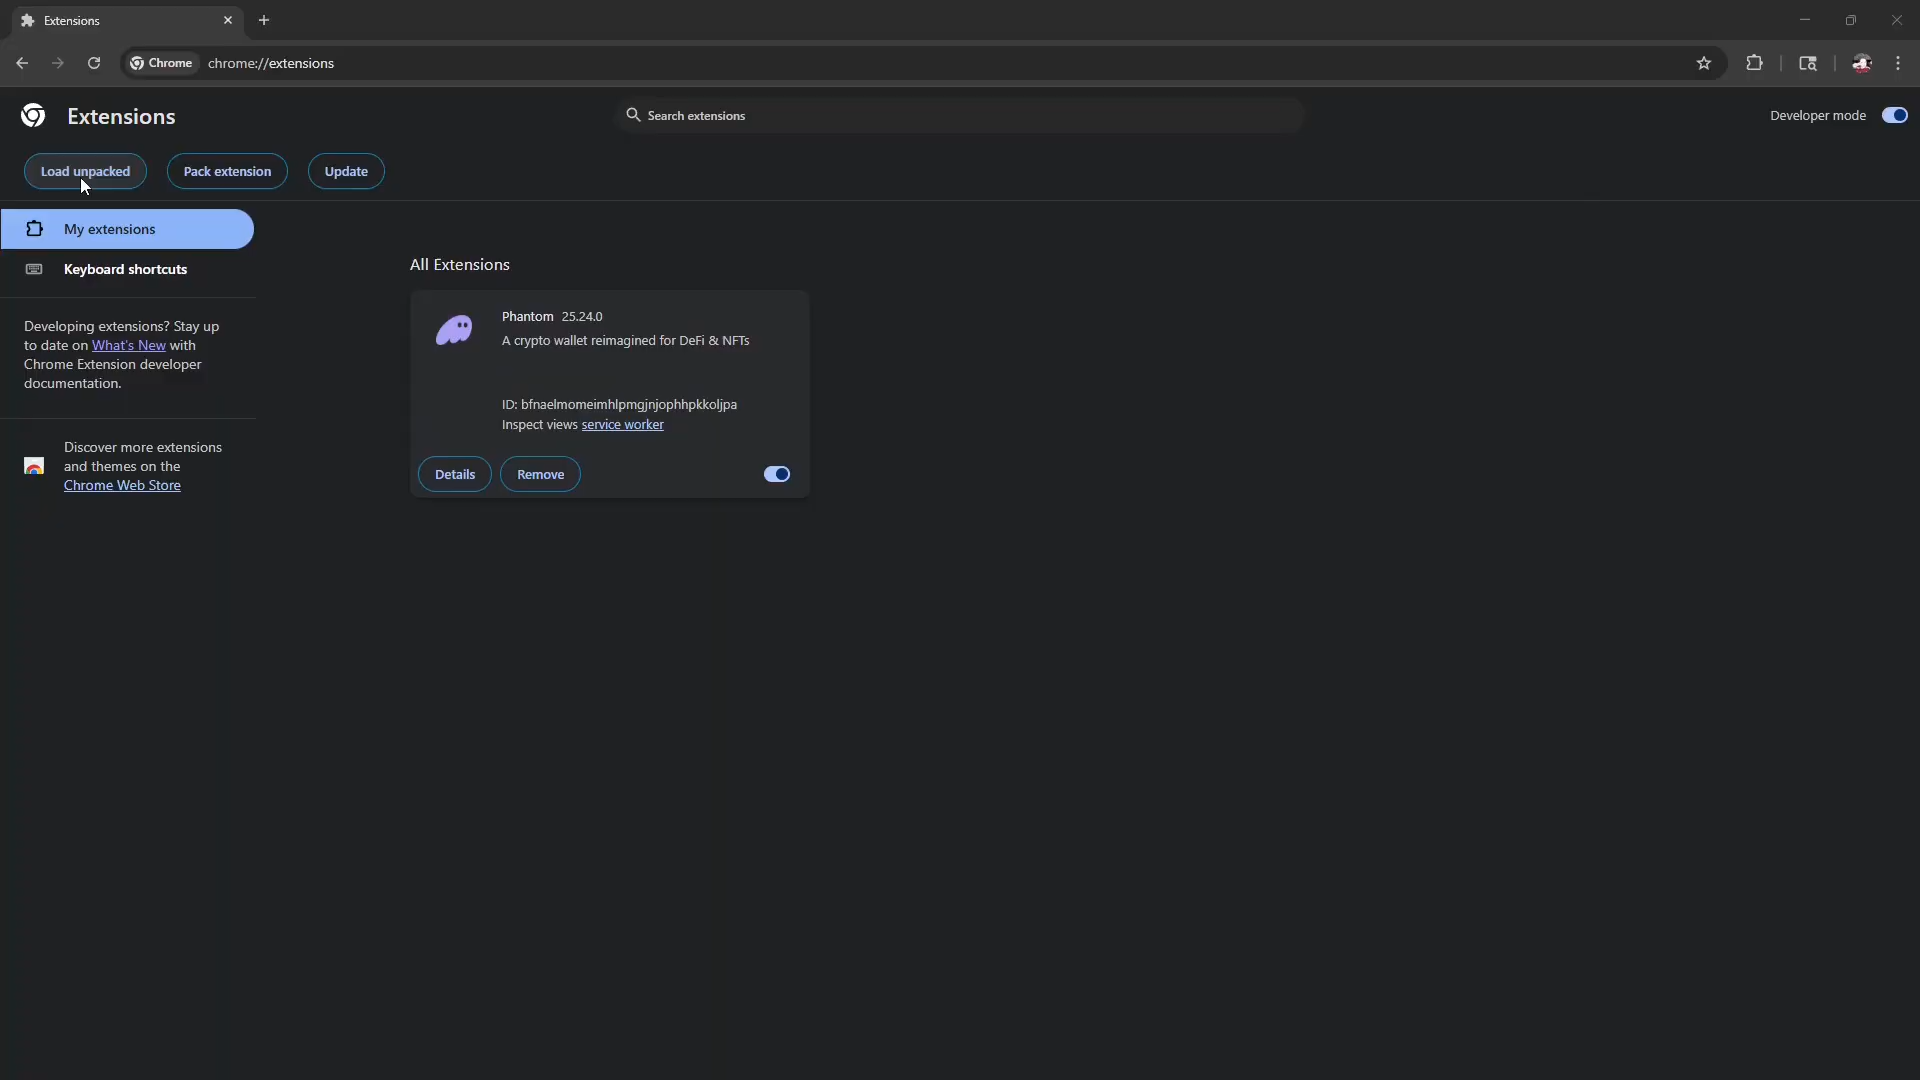 Extensions
Chrome
chrome://extensions
Extensions
Search extensions
Developer mode
Load unpacked
Pack extension
Update
My extensions
Keyboard shortcuts
Developing extensions? Stay up
to date on What's New with
Chrome Extension developer
documentation.
Discover more extensions
and themes on the
Chrome Web Store
All Extensions
Phantom 25.24.0
A crypto wallet reimagined for DeFi & NFTs
ID: bfnaelmomeimhlpmgjnjophhpkkoljpa
Inspect views service worker
Details
Remove